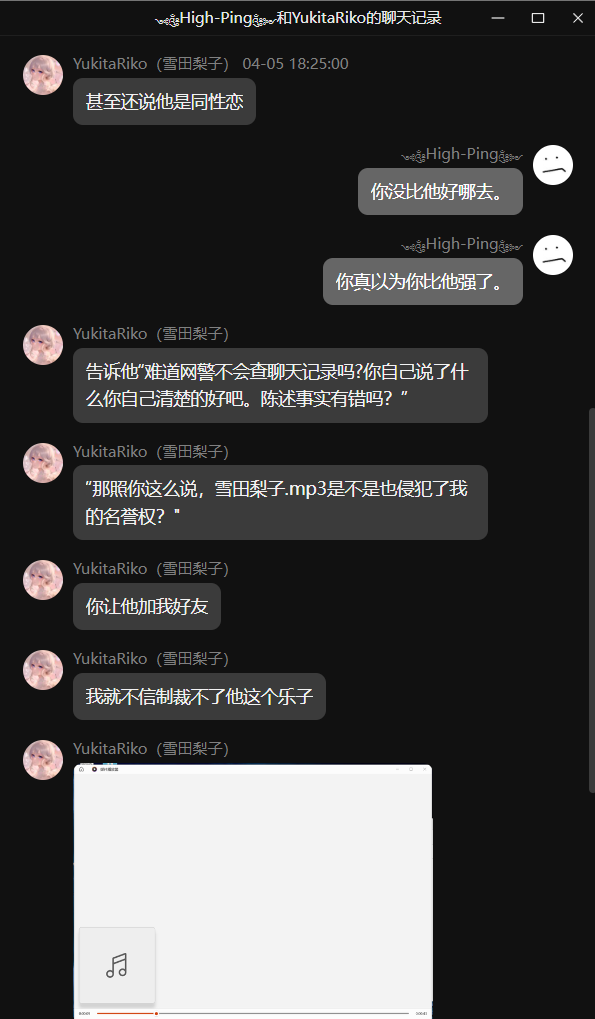 High-Ping和YukitaRiko的聊天记录
YukitaRiko（雪田梨子） 04-05 18:25:00
甚至还说他是同性恋
High-Ping
你没比他好哪去。
High-Ping
你真以为你比他强了。
YukitaRiko（雪田梨子）
告诉他“难道网警不会查聊天记录吗?你自己说了什
么你自己清楚的好吧。陈述事实有错吗？”
YukitaRiko（雪田梨子）
“那照你这么说，雪田梨子.mp3是不是也侵犯了我
的名誉权？"
YukitaRiko（雪田梨子）
你让他加我好友
YukitaRiko（雪田梨子）
我就不信制裁不了他这个乐子
YukitaRiko（雪田梨子）